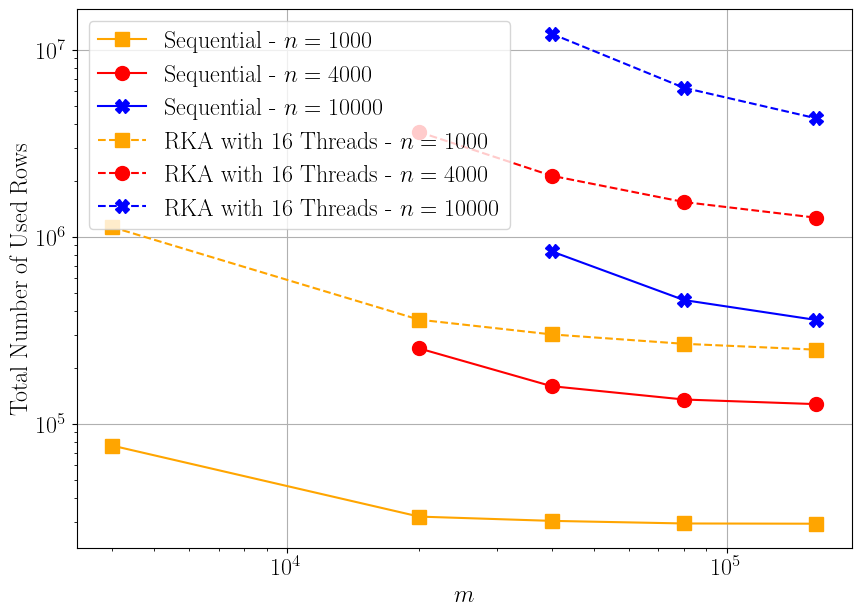 Sequential - n = 1000
Sequential - n = 4000
Sequential - n = 10000
RKA with 16 Threads - n = 1000
RKA with 16 Threads - n = 4000
RKA with 16 Threads - n = 10000
Total Number of Used Rows
10⁷
10⁶
10⁵
10⁴
10⁵
m